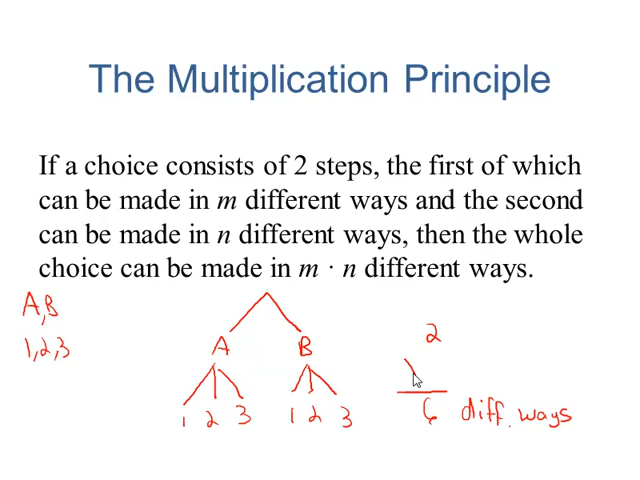 The Multiplication Principle
If a choice consists of 2 steps, the first of which
can be made in m different ways and the second
can be made in n different ways, then the whole
choice can be made in m · n different ways.
A,B
1,2,3
A B
1 2 3 1 2 3
2
6 diff. ways